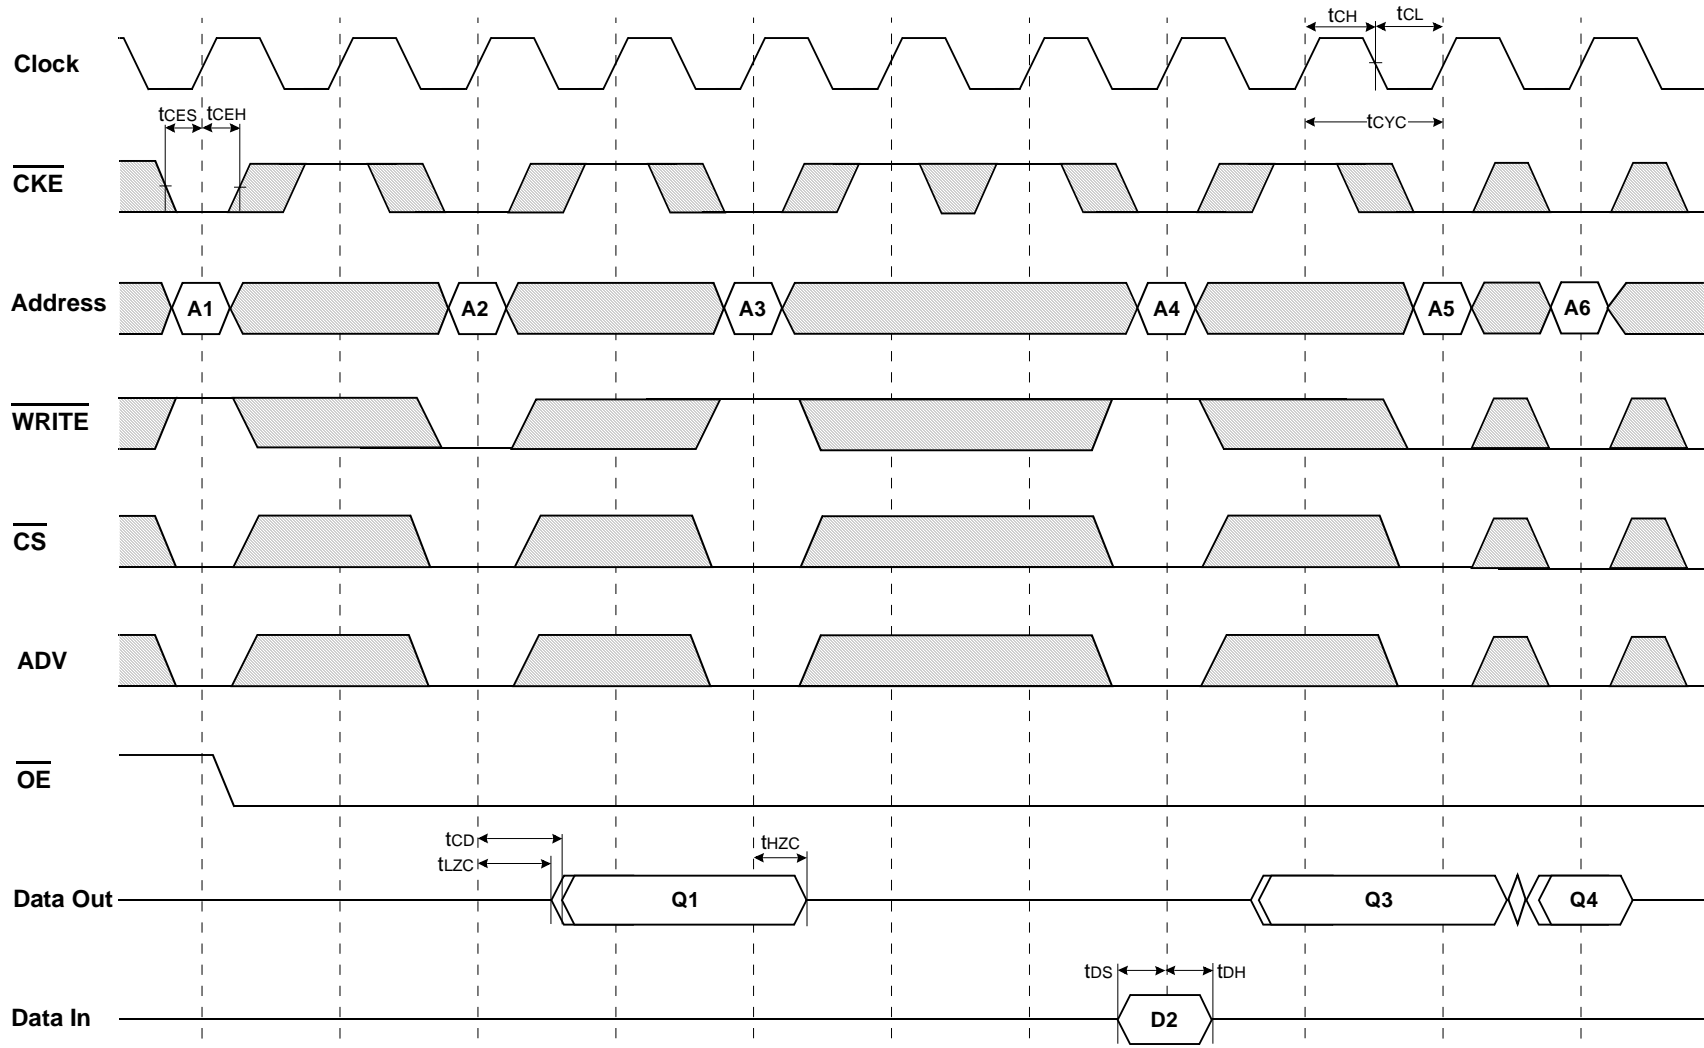 tCH tCL
Clock
tCES tCEH
tCYC
CKE
Address A1 A2 A3 A4 A5 A6
WRITE
CS
ADV
OE
tCD tHZC
tLZC
Data Out Q1 Q3 Q4
tDS tDH
Data In D2